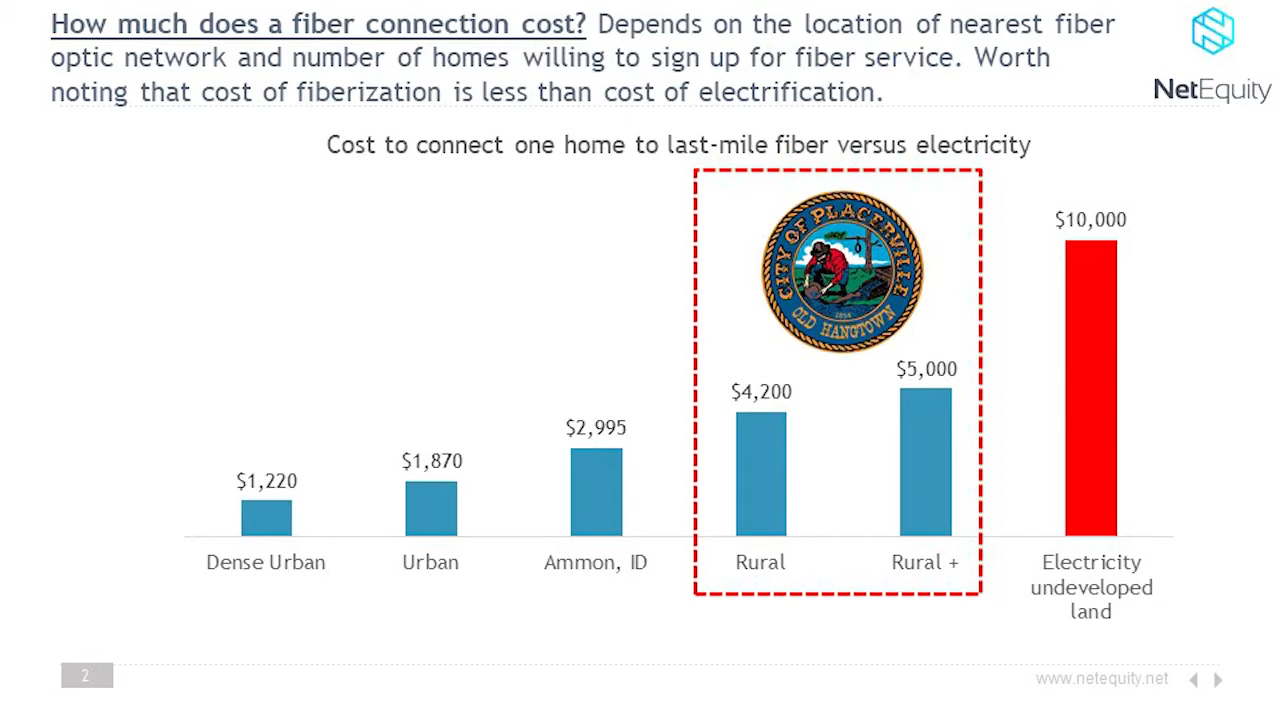 How much does a fiber connection cost? Depends on the location of nearest fiber
optic network and number of homes willing to sign up for fiber service. Worth
noting that cost of fiberization is less than cost of electrification.
NetEquity
Cost to connect one home to last-mile fiber versus electricity
CITY OF PLACERVILLE
1854
OLD HANGTOWN
$10,000
$5,000
$4,200
$2,995
$1,870
$1,220
Dense Urban
Urban
Ammon, ID
Rural
Rural +
Electricity
undeveloped
land
2
www.netequity.net